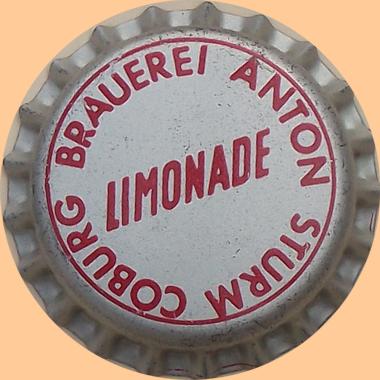 BRAUEREI ANTON STURM COBURG
LIMONADE